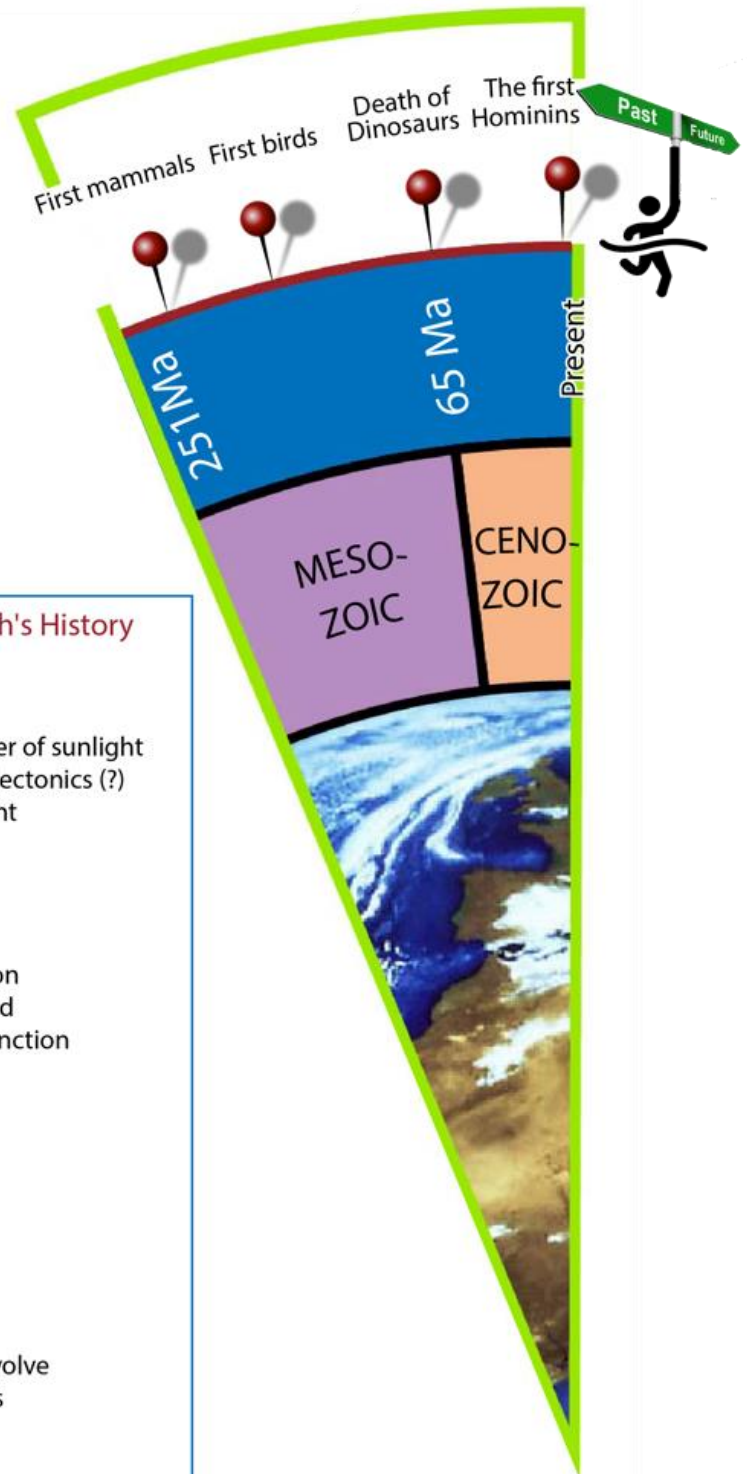 First mammals
First birds
Death of
Dinosaurs
The first
Hominins
Past
Future
251Ma
65 Ma
Present
MESO-
ZOIC
CENO-
ZOIC
h's History
er of sunlight
ectonics (?)
nt
on
d
nction
volve
s